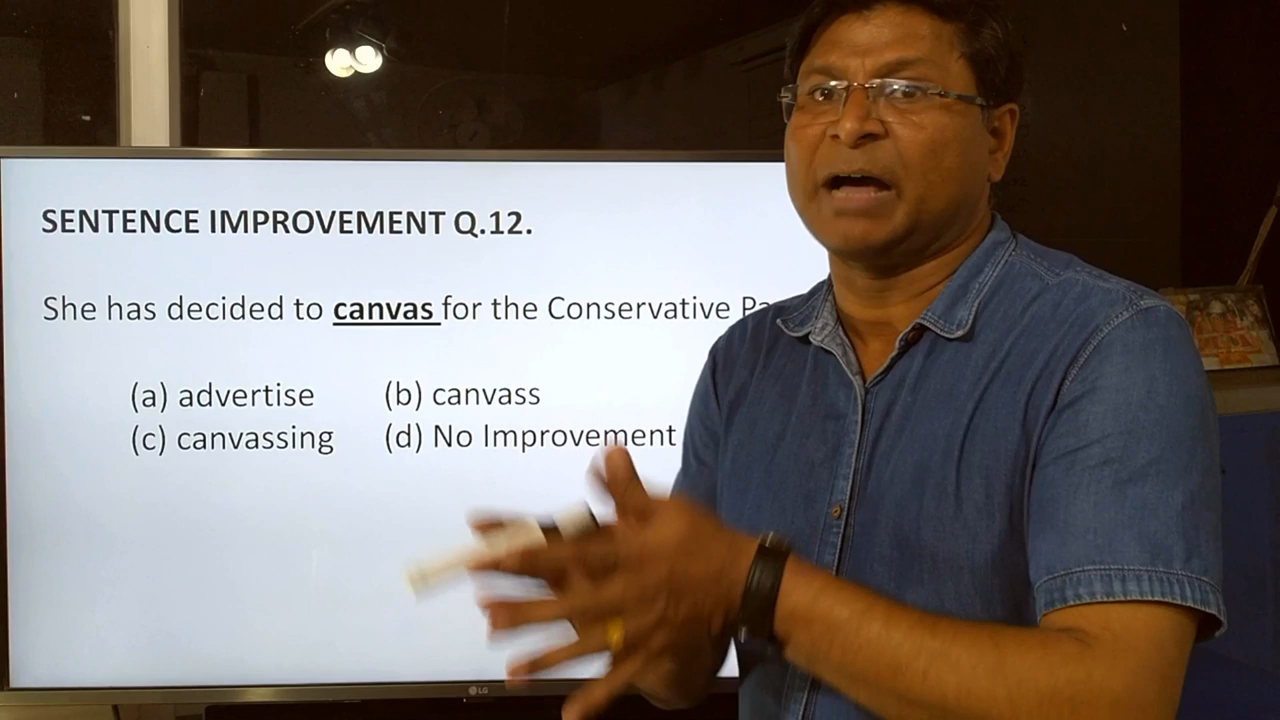 SENTENCE IMPROVEMENT Q.12.
She has decided to canvas for the Conservative
(a) advertise (b) canvass
(c) canvassing (d) No Improvement
LG